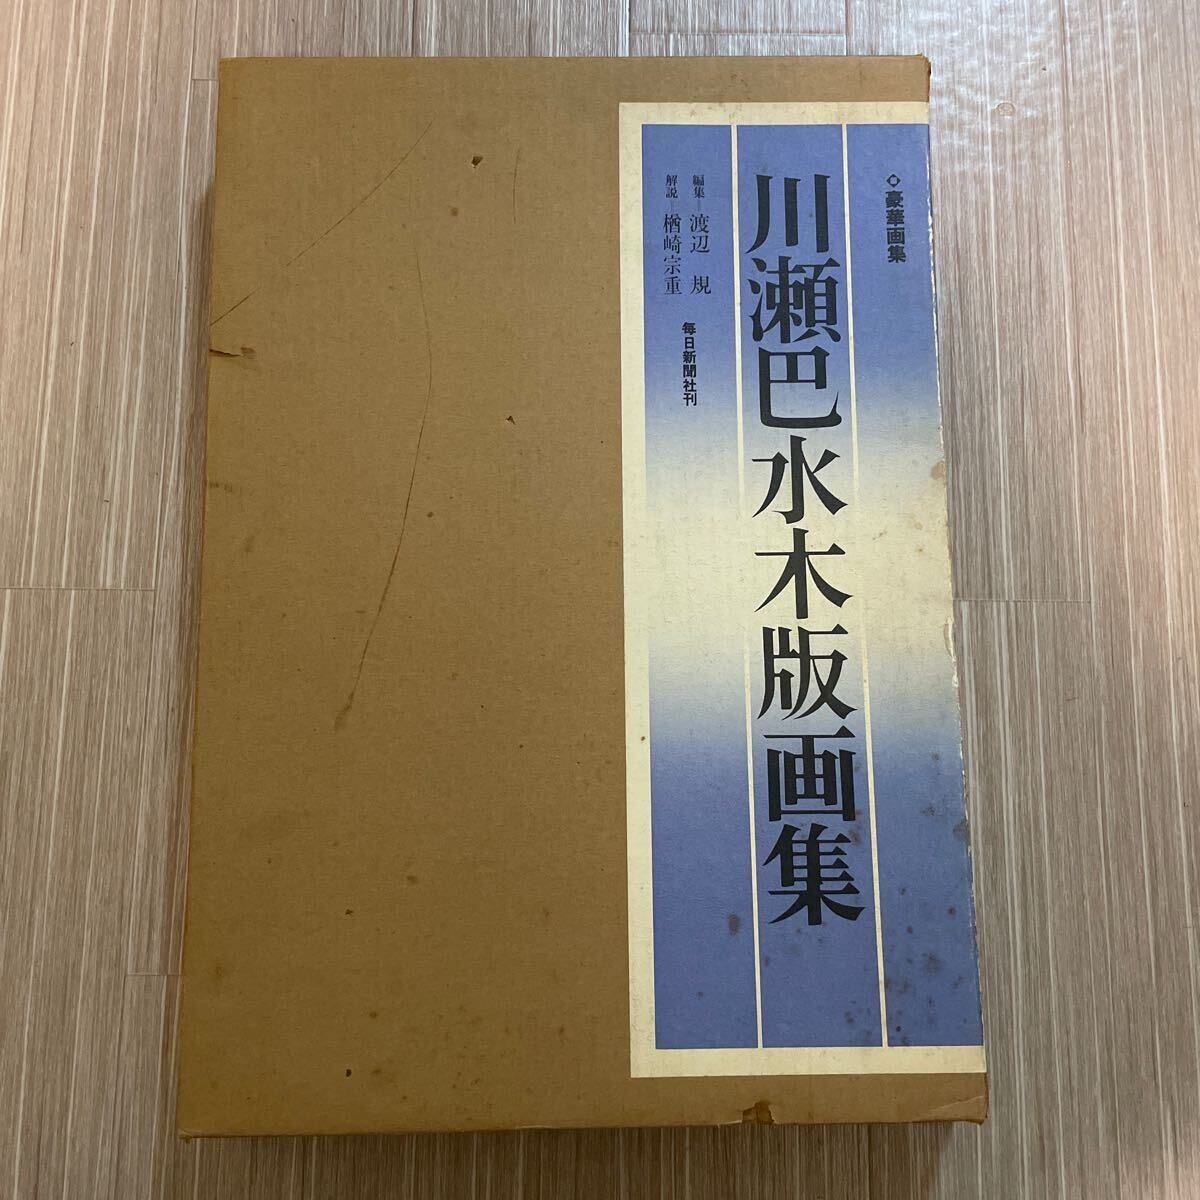 ◆豪華画集
川瀬巴水木版画集
編集＝渡辺 規
解説＝楢崎宗重
毎日新聞社刊